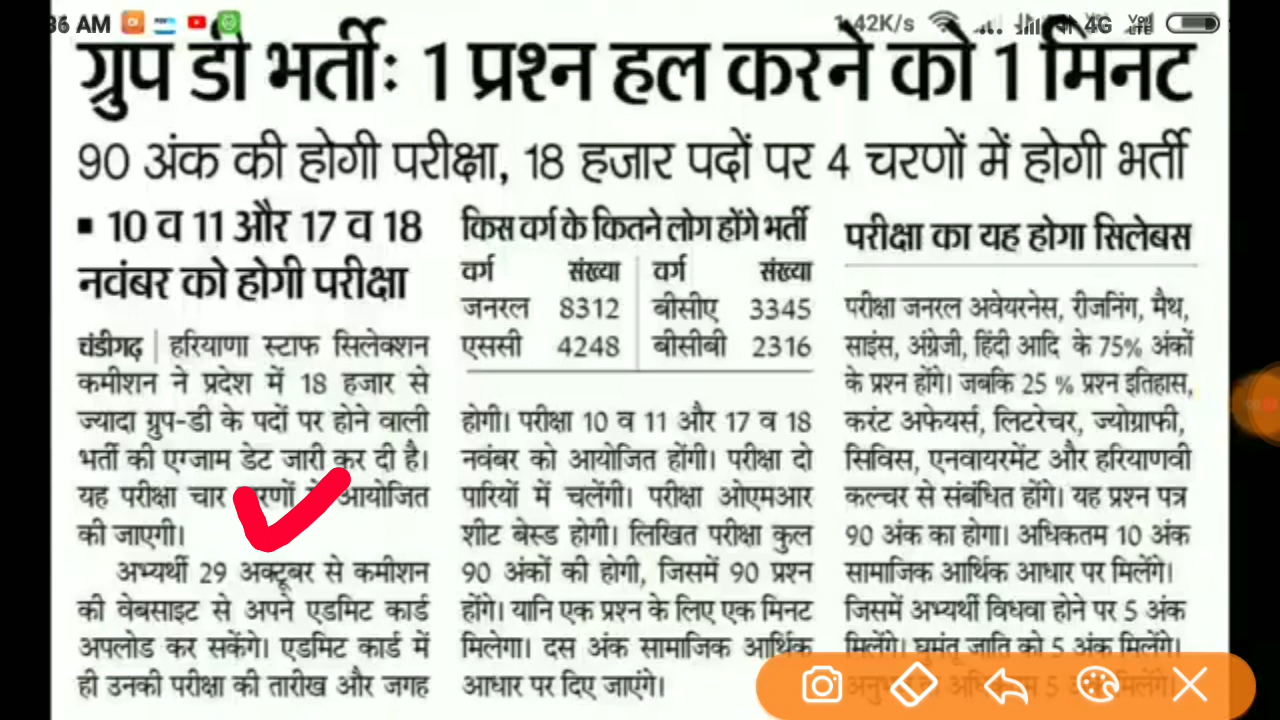 36 AM
1.42K/s
4G
VoLTE
ग्रुप डी भर्तीः 1 प्रश्न हल करने को 1 मिनट
90 अंक की होगी परीक्षा, 18 हजार पदों पर 4 चरणों में होगी भर्ती
▪ 10 व 11 और 17 व 18
नवंबर को होगी परीक्षा
चंडीगढ़ | हरियाणा स्टाफ सिलेक्शन
कमीशन ने प्रदेश में 18 हजार से
ज्यादा ग्रुप-डी के पदों पर होने वाली
भर्ती की एग्जाम डेट जारी कर दी है।
यह परीक्षा चार आयोजित
की जाएगी।
अभ्यर्थी 29 अक्टूबर से कमीशन
की वेबसाइट से अपने एडमिट कार्ड
अपलोड कर सकेंगे। एडमिट कार्ड में
ही उनकी परीक्षा की तारीख और जगह
किस वर्ग के कितने लोग होंगे भर्ती
वर्ग संख्या वर्ग संख्या
जनरल 8312 बीसीए 3345
एससी 4248 बीसीबी 2316
होगी। परीक्षा 10 व 11 और 17 व 18
नवंबर को आयोजित होंगी। परीक्षा दो
पारियों में चलेंगी। परीक्षा ओएमआर
शीट बेस्ड होगी। लिखित परीक्षा कुल
90 अंकों की होगी, जिसमें 90 प्रश्न
होंगे। यानि एक प्रश्न के लिए एक मिनट
मिलेगा। दस अंक सामाजिक आर्थिक
आधार पर दिए जाएंगे।
परीक्षा का यह होगा सिलेबस
परीक्षा जनरल अवेयरनेस, रीजनिंग, मैथ,
साइंस, अंग्रेजी, हिंदी आदि के 75% अंकों
के प्रश्न होंगे। जबकि 25 % प्रश्न इतिहास,
करंट अफेयर्स, लिटरेचर, ज्योग्राफी,
सिविस, एनवायरमेंट और हरियाणवी
कल्चर से संबंधित होंगे। यह प्रश्न पत्र
90 अंक का होगा। अधिकतम 10 अंक
सामाजिक आर्थिक आधार पर मिलेंगे।
जिसमें अभ्यर्थी विधवा होने पर 5 अंक
मिलेंगे। घुमंतू जाति को 5 अंक मिलेंगे।
5 मिलेंगे।